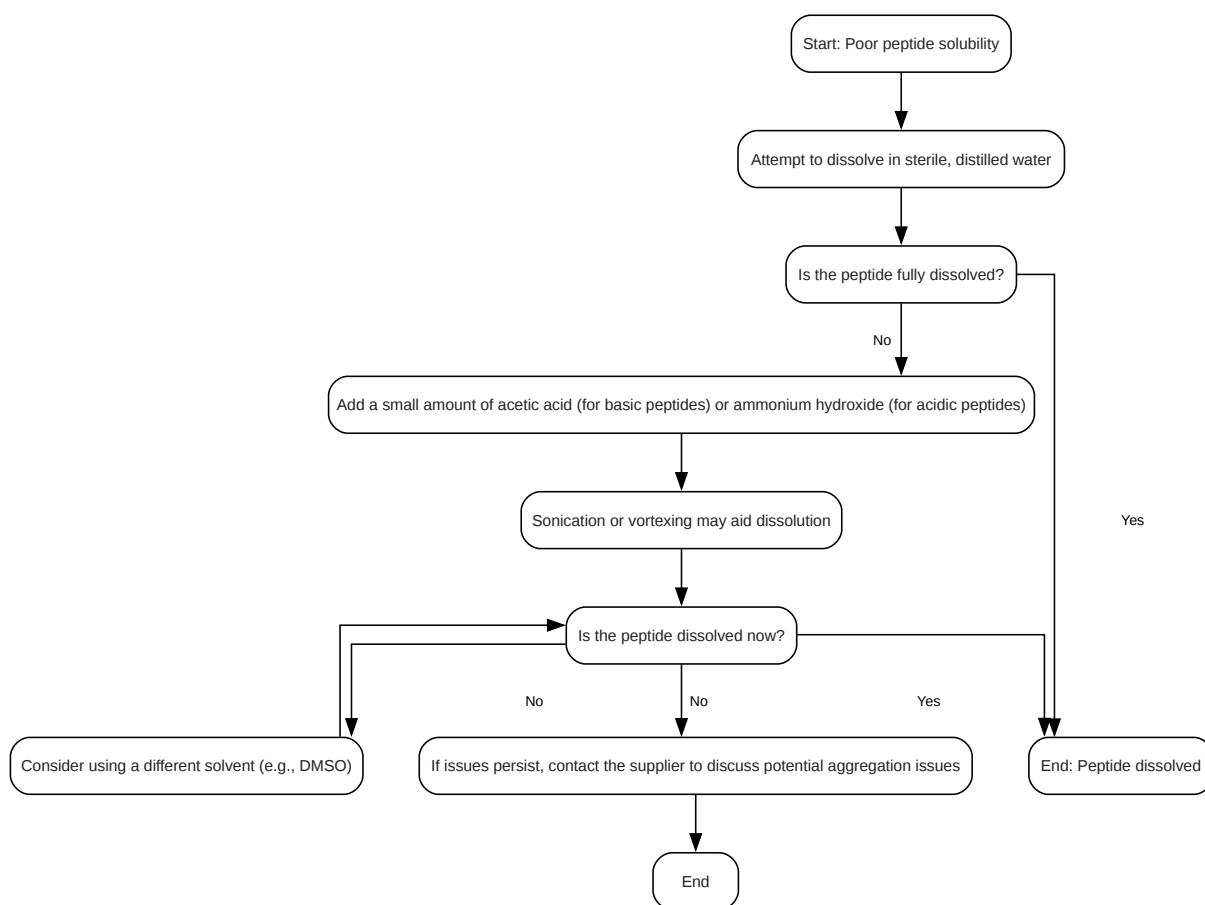 Start: Poor peptide solubility
Attempt to dissolve in sterile, distilled water
Is the peptide fully dissolved?
No
Add a small amount of acetic acid (for basic peptides) or ammonium hydroxide (for acidic peptides)
Sonication or vortexing may aid dissolution
Yes
Is the peptide dissolved now?
No
No
Yes
Consider using a different solvent (e.g., DMSO)
If issues persist, contact the supplier to discuss potential aggregation issues
End: Peptide dissolved
End